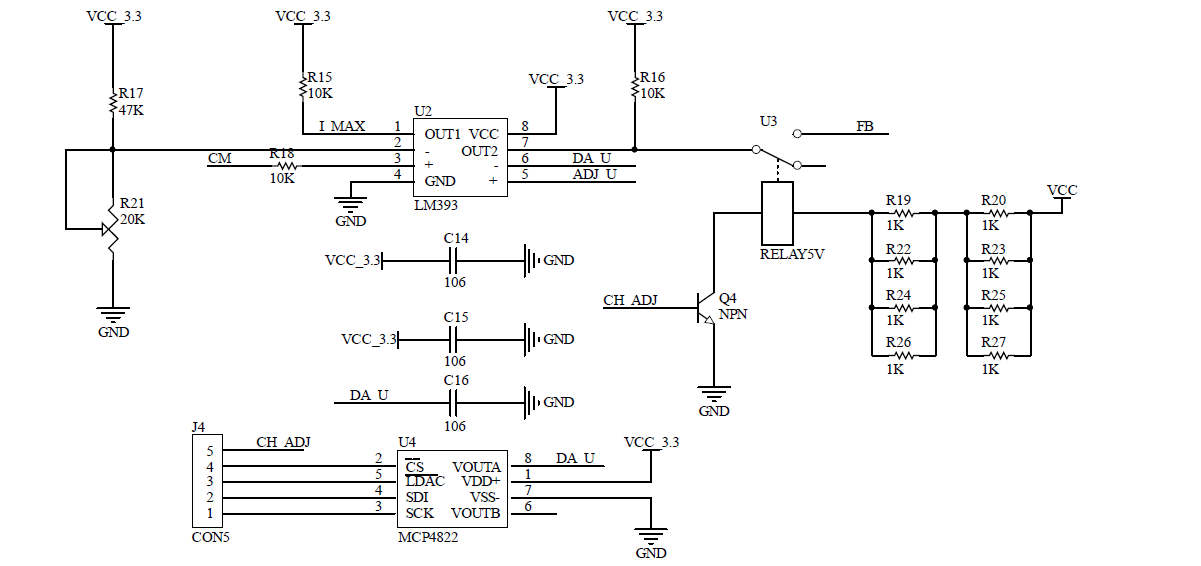 VCC_3.3
VCC_3.3
VCC_3.3
R17
47K
R15
10K
VCC_3.3
R16
10K
I_MAX
CM
R18
10K
U2
1
2
3
4
OUT1
-
+
GND
VCC
OUT2
-
+
8
7
6
5
LM393
DA_U
ADJ_U
GND
U3
FB
RELAY5V
R21
20K
GND
VCC
R19
1K
R20
1K
R22
1K
R23
1K
R24
1K
R25
1K
R26
1K
R27
1K
CH_ADJ
Q4
NPN
GND
C14
VCC_3.3
106
GND
C15
VCC_3.3
106
GND
C16
DA_U
106
GND
J4
5
4
3
2
1
CON5
CH_ADJ
U4
2
5
4
3
CS
LDAC
SDI
SCK
VOUTA
VDD+
VSS-
VOUTB
8
1
7
6
MCP4822
DA_U
VCC_3.3
GND